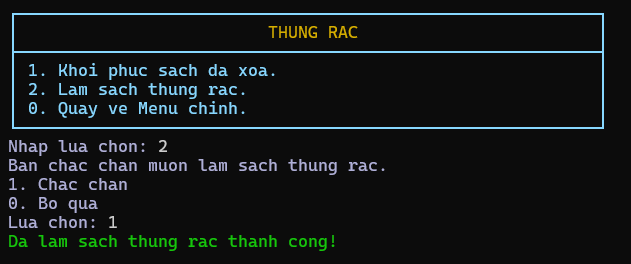 THUNG RAC
1. Khoi phuc sach da xoa.
2. Lam sach thung rac.
0. Quay ve Menu chinh.
Nhap lua chon: 2
Ban chac chan muon lam sach thung rac.
1. Chac chan
0. Bo qua
Lua chon: 1
Da lam sach thung rac thanh cong!